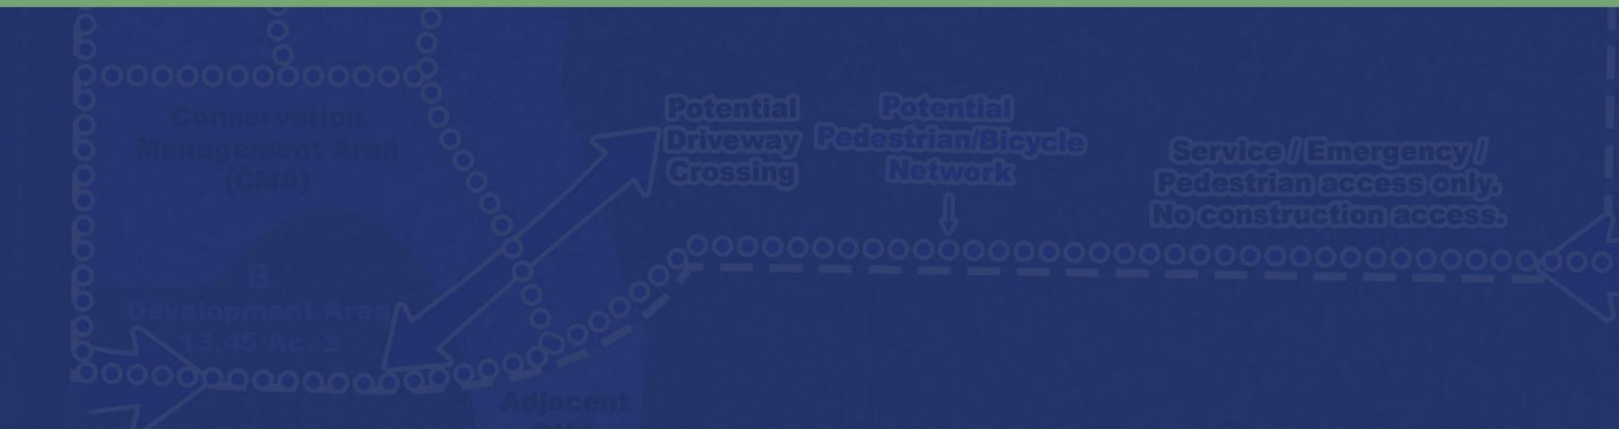 Potential
Driveway
Crossing
Potential
Pedestrian/Bicycle
Network
Conservation
Management Area
(CMA)
Service / Emergency /
Pedestrian access only.
No construction access.
B
Development Area
13.45 Ac. ±
Adjacent